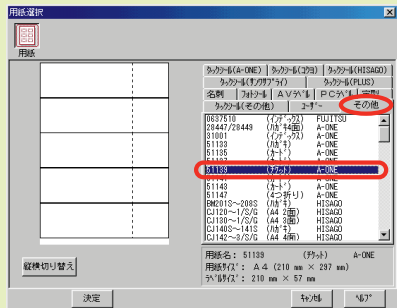 用紙選択
用紙
ﾀｯｸｼｰﾙ(A-ONE) ﾀｯｸｼｰﾙ(ｺｸﾖ) ﾀｯｸｼｰﾙ(HISAGO)
ﾀｯｸｼｰﾙ(ｻﾝﾜｻﾌﾟﾗｲ) ﾀｯｸｼｰﾙ(PLUS)
名刺 ﾌｫﾄｼｰﾙ AVﾗﾍﾞﾙ PCﾗﾍﾞﾙ 定型
ﾀｯｸｼｰﾙ(その他) ﾕｰｻﾞｰ その他
0637510 (ｲﾝﾃﾞｯｸｽ) FUJITSU
28447/28449 (ﾊｶﾞｷ4面) A-ONE
31001 (ｲﾝﾃﾞｯｸｽ) A-ONE
51133 (ﾊｶﾞｷ) A-ONE
51135 (ｶｰﾄﾞ) A-ONE
51139 (ﾁｹｯﾄ) A-ONE
51143 (ｶｰﾄﾞ) A-ONE
51147 (4つ折り) A-ONE
BM201S~208S (ﾊｶﾞｷ) HISAGO
CJ120~1/S/G (A4 2面) HISAGO
CJ130~1/S/G (A4 3面) HISAGO
CJ140S~141S (ﾊｶﾞｷ) HISAGO
CJ142~3/S/G (A4 4面) HISAGO
用紙名: 51139 (ﾁｹｯﾄ) A-ONE
用紙ｻｲｽﾞ: A4 (210 mm × 297 mm)
ﾗﾍﾞﾙｻｲｽﾞ: 210 mm × 57 mm
縦横切り替え
決定 ｷｬﾝｾﾙ ﾍﾙﾌﾟ